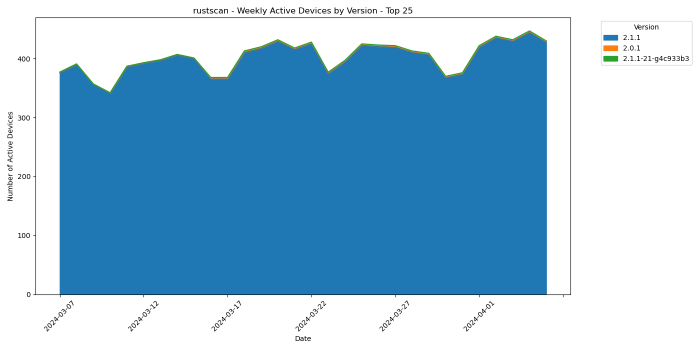 rustscan - Weekly Active Devices by Version - Top 25
Version
2.1.1
2.0.1
2.1.1-21-g4c933b3
Number of Active Devices
400
300
200
100
0
2024-03-07
2024-03-12
2024-03-17
2024-03-22
2024-03-27
2024-04-01
Date